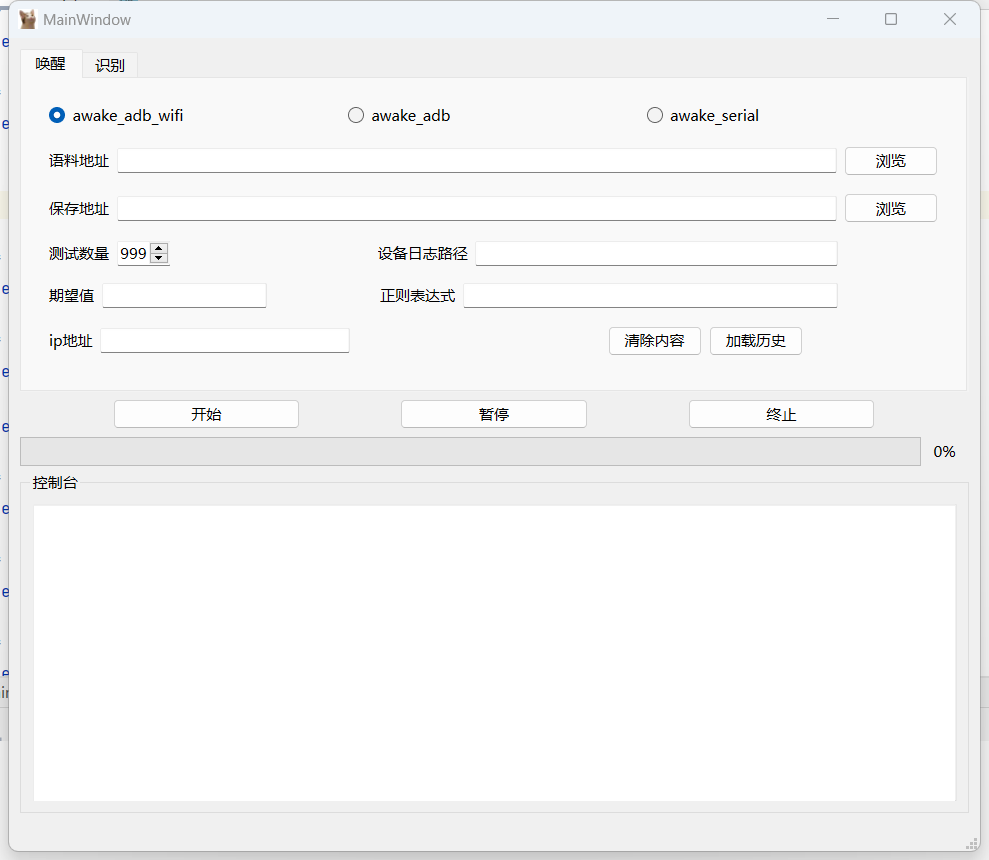 MainWindow
唤醒 识别
awake_adb_wifi awake_adb awake_serial
语料地址 浏览
保存地址 浏览
测试数量 999 设备日志路径
期望值 正则表达式
ip地址 清除内容 加载历史
开始 暂停 终止
0%
控制台